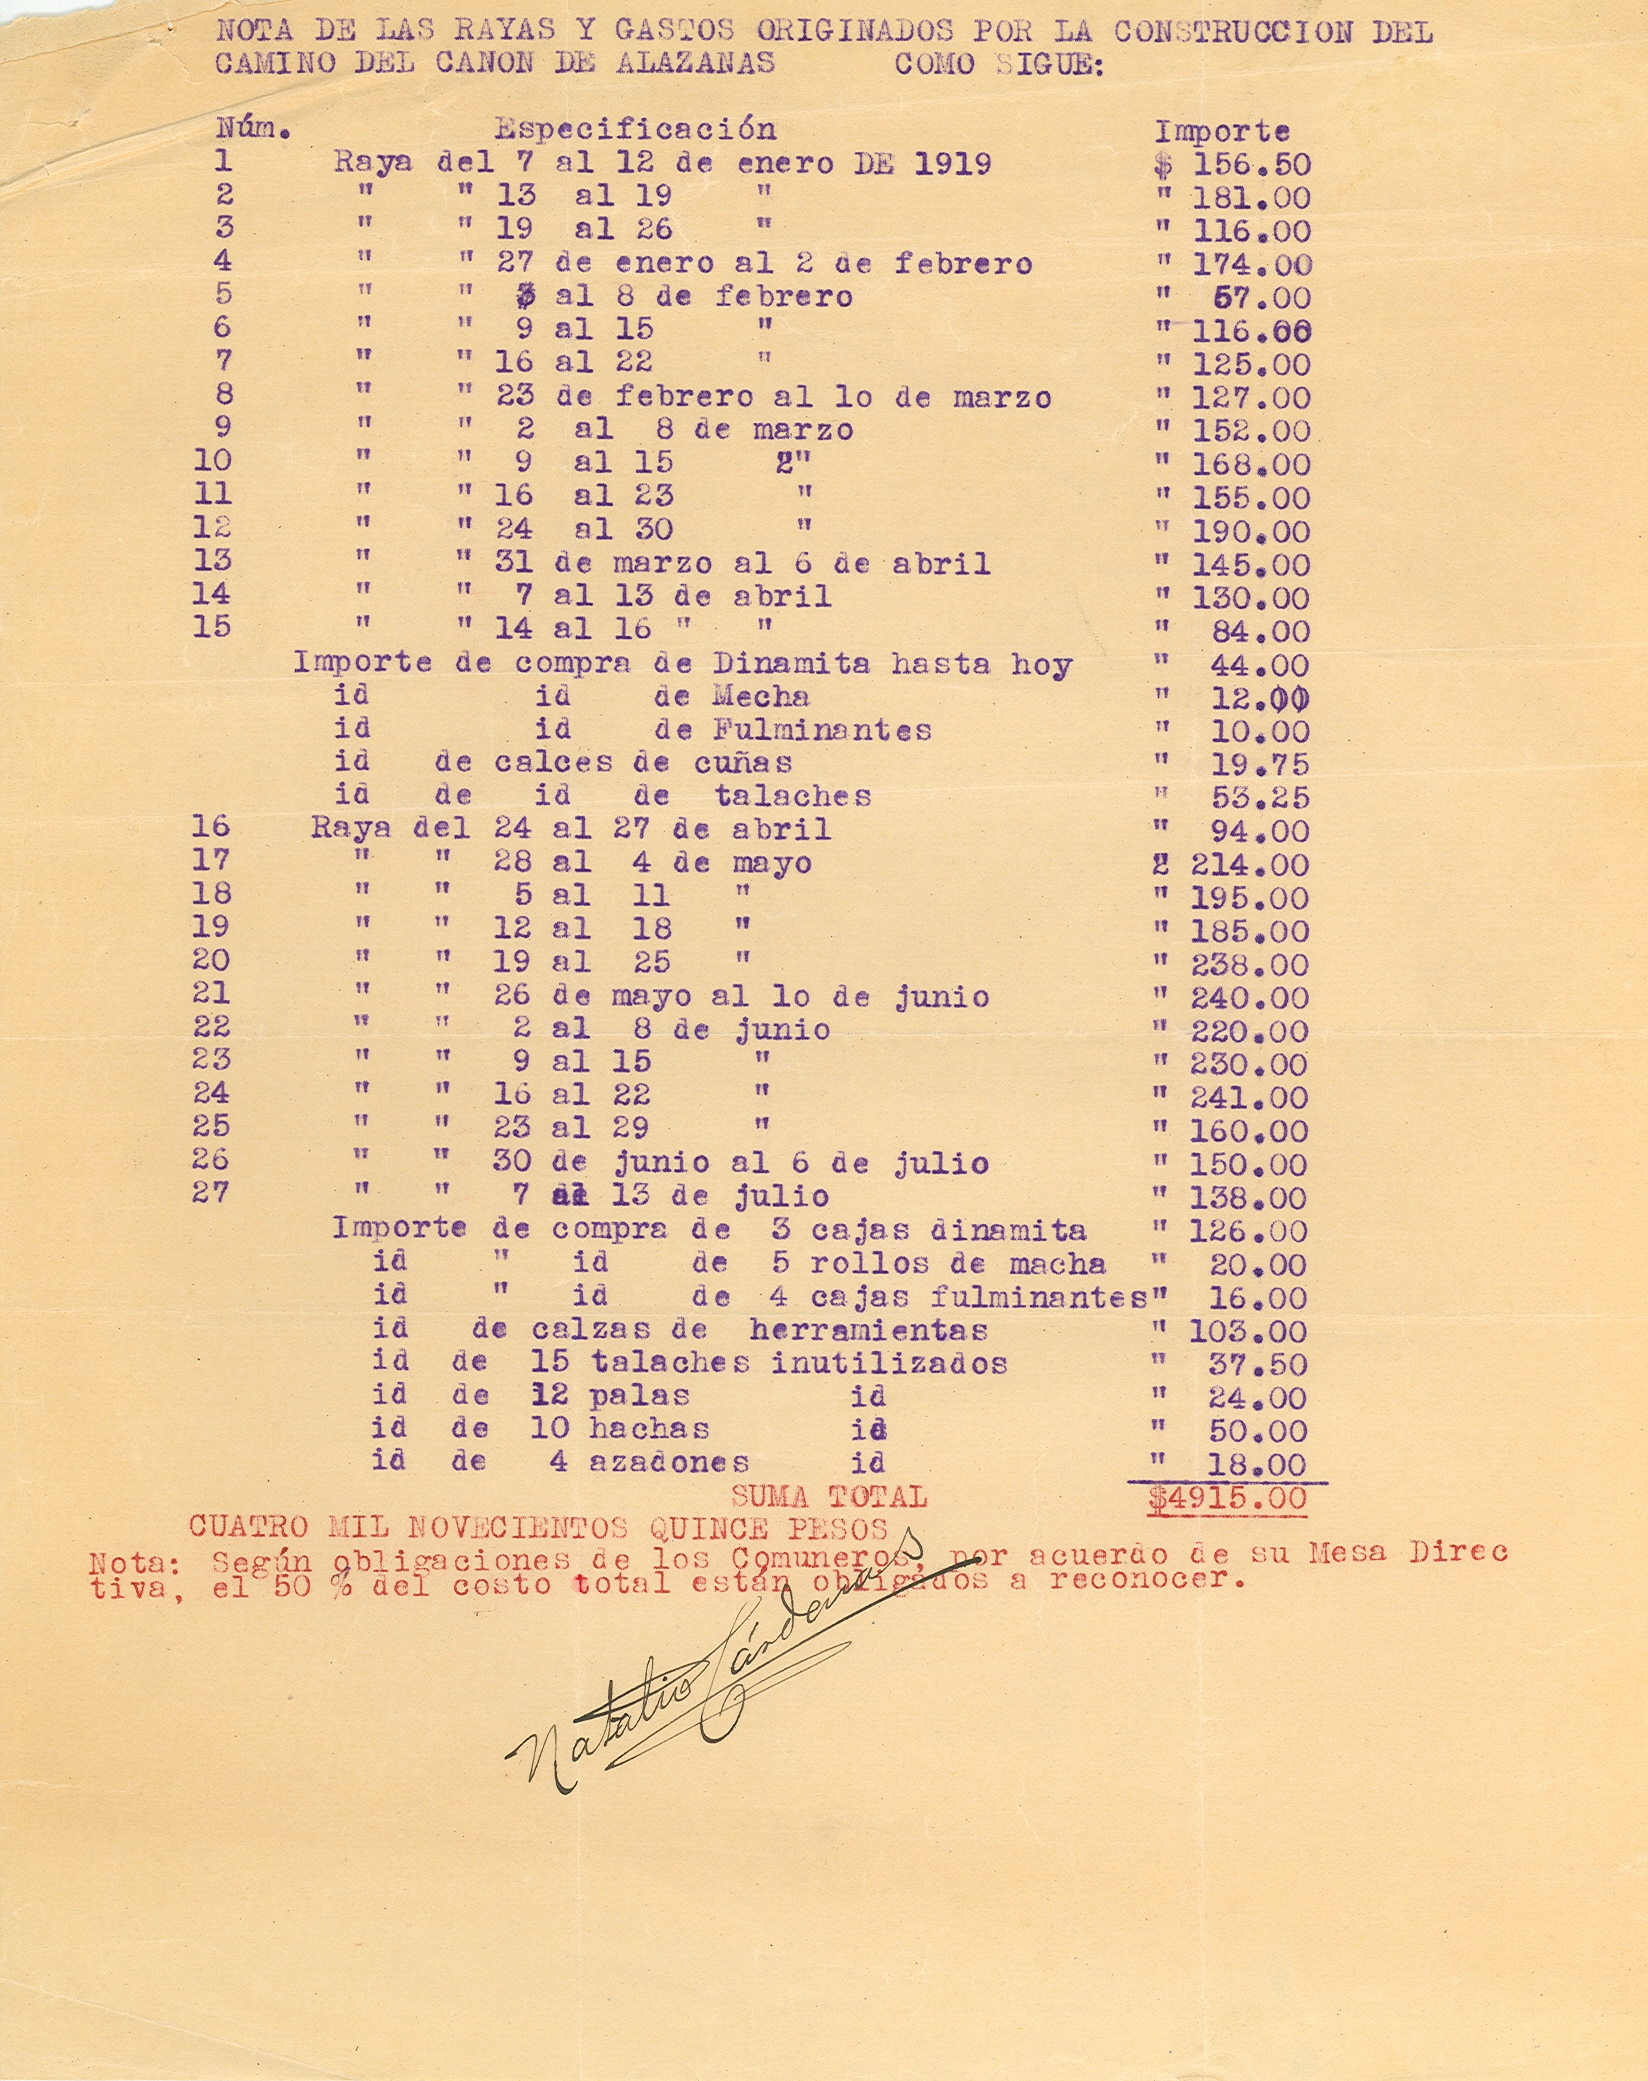 NOTA DE LAS RAYAS Y GASTOS ORIGINADOS POR LA CONSTRUCCION DEL
CAMINO DEL CANON DE ALAZANAS COMO SIGUE:
Núm. Especificación Importe
1 Raya del 7 al 12 de enero DE 1919 $ 156.50
2 " " 13 al 19 " " 181.00
3 " " 19 al 26 " " 116.00
4 " " 27 de enero al 2 de febrero " 174.00
5 " " 3 al 8 de febrero " 57.00
6 " " 9 al 15 " " 116.00
7 " " 16 al 22 " " 125.00
8 " " 23 de febrero al lo de marzo " 127.00
9 " " 2 al 8 de marzo " 152.00
10 " " 9 al 15 2" " 168.00
11 " " 16 al 23 " " 155.00
12 " " 24 al 30 " " 190.00
13 " " 31 de marzo al 6 de abril " 145.00
14 " " 7 al 13 de abril " 130.00
15 " " 14 al 16 " " " 84.00
Importe de compra de Dinamita hasta hoy " 44.00
id id de Mecha " 12.00
id id de Fulminantes " 10.00
id de calces de cuñas " 19.75
id de id de talaches " 53.25
16 Raya del 24 al 27 de abril " 94.00
17 " " 28 al 4 de mayo 2 214.00
18 " " 5 al 11 " " 195.00
19 " " 12 al 18 " " 185.00
20 " " 19 al 25 " " 238.00
21 " " 26 de mayo al lo de junio " 240.00
22 " " 2 al 8 de junio " 220.00
23 " " 9 al 15 " " 230.00
24 " " 16 al 22 " " 241.00
25 " " 23 al 29 " " 160.00
26 " " 30 de junio al 6 de julio " 150.00
27 " " 7 al 13 de julio " 138.00
Importe de compra de 3 cajas dinamita " 126.00
id " id de 5 rollos de macha " 20.00
id " id de 4 cajas fulminantes" 16.00
id de calzas de herramientas " 103.00
id de 15 talaches inutilizados " 37.50
id de 12 palas id " 24.00
id de 10 hachas id " 50.00
id de 4 azadones id " 18.00
SUMA TOTAL $4915.00
CUATRO MIL NOVECIENTOS QUINCE PESOS
Nota: Según obligaciones de los Comuneros, por acuerdo de su Mesa Direc
tiva, el 50 % del costo total están obligados a reconocer.
Natalio Cárdenas